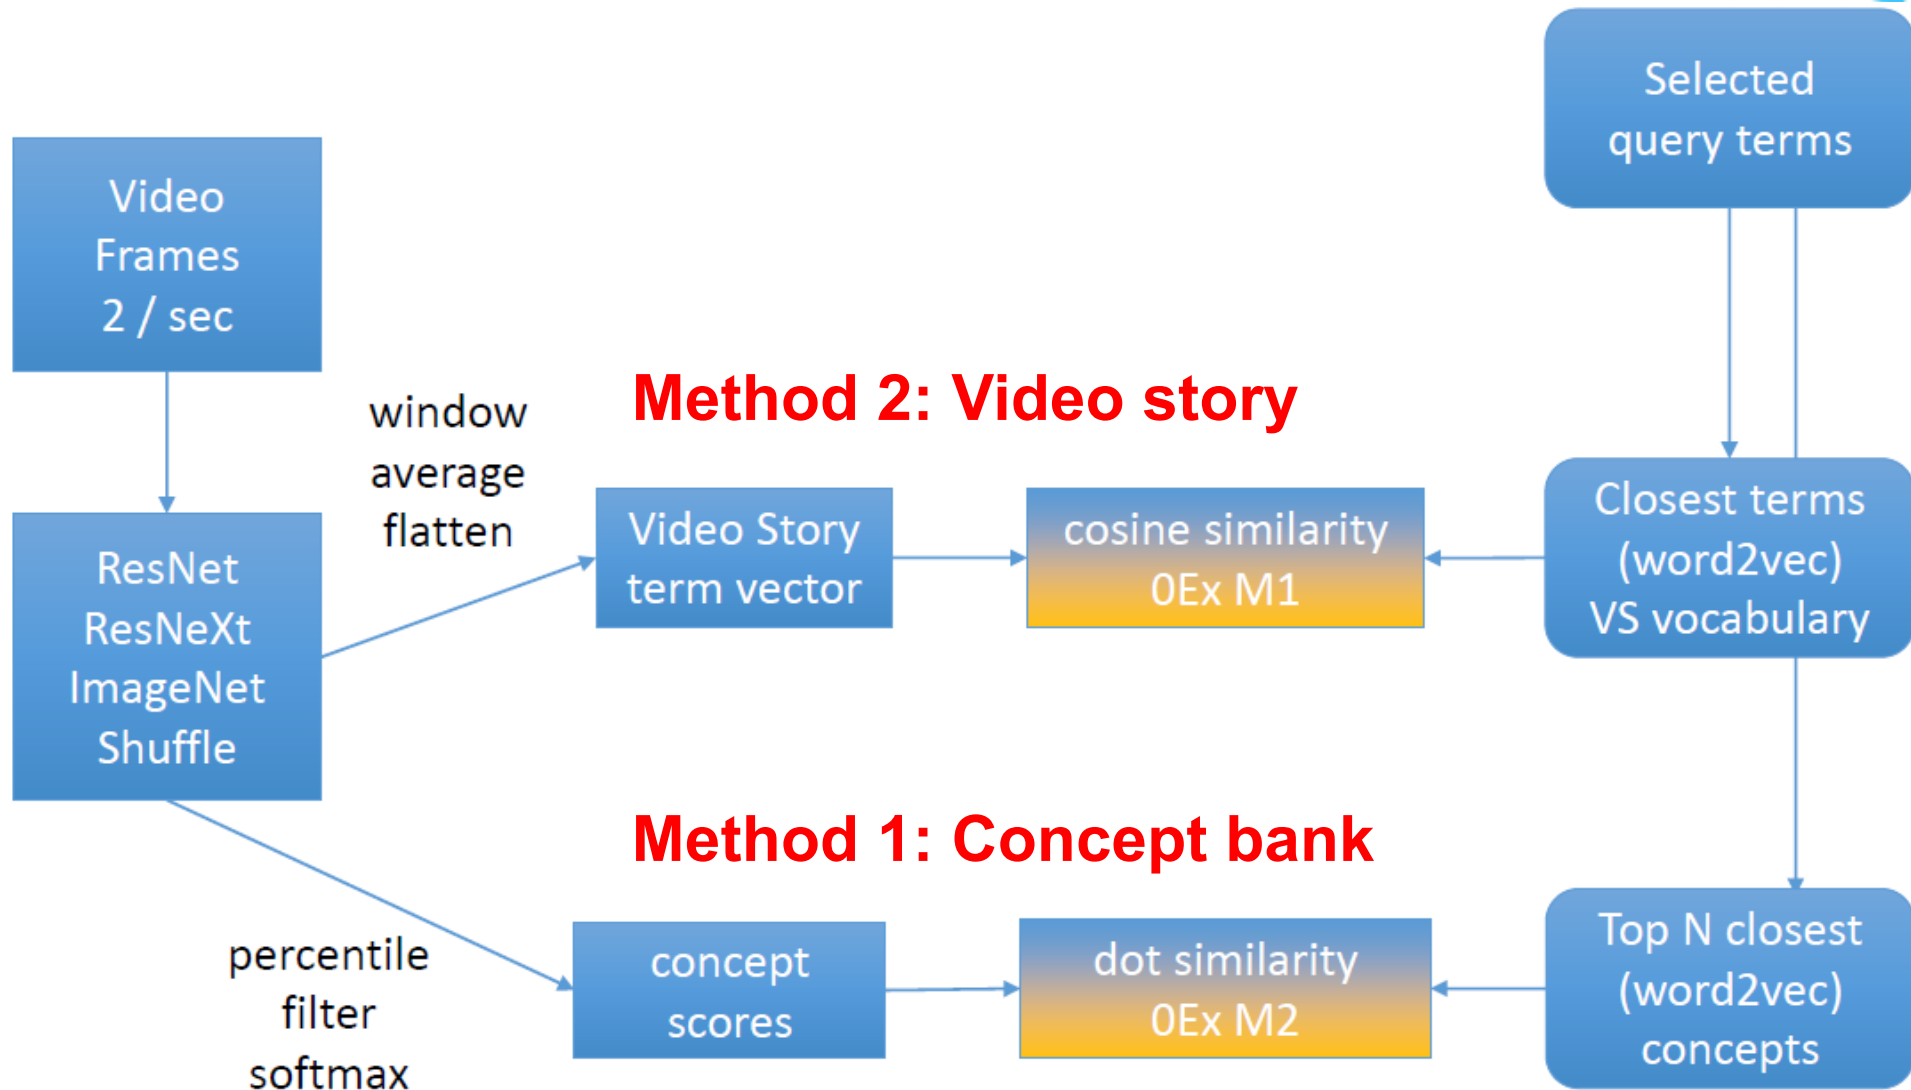 Selected
query terms
Video
Frames
2 / sec
window
average
flatten
Method 2: Video story
ResNet
ResNeXt
ImageNet
Shuffle
Video Story
term vector
cosine similarity
0Ex M1
Closest terms
(word2vec)
VS vocabulary
Method 1: Concept bank
percentile
filter
softmax
concept
scores
dot similarity
0Ex M2
Top N closest
(word2vec)
concepts